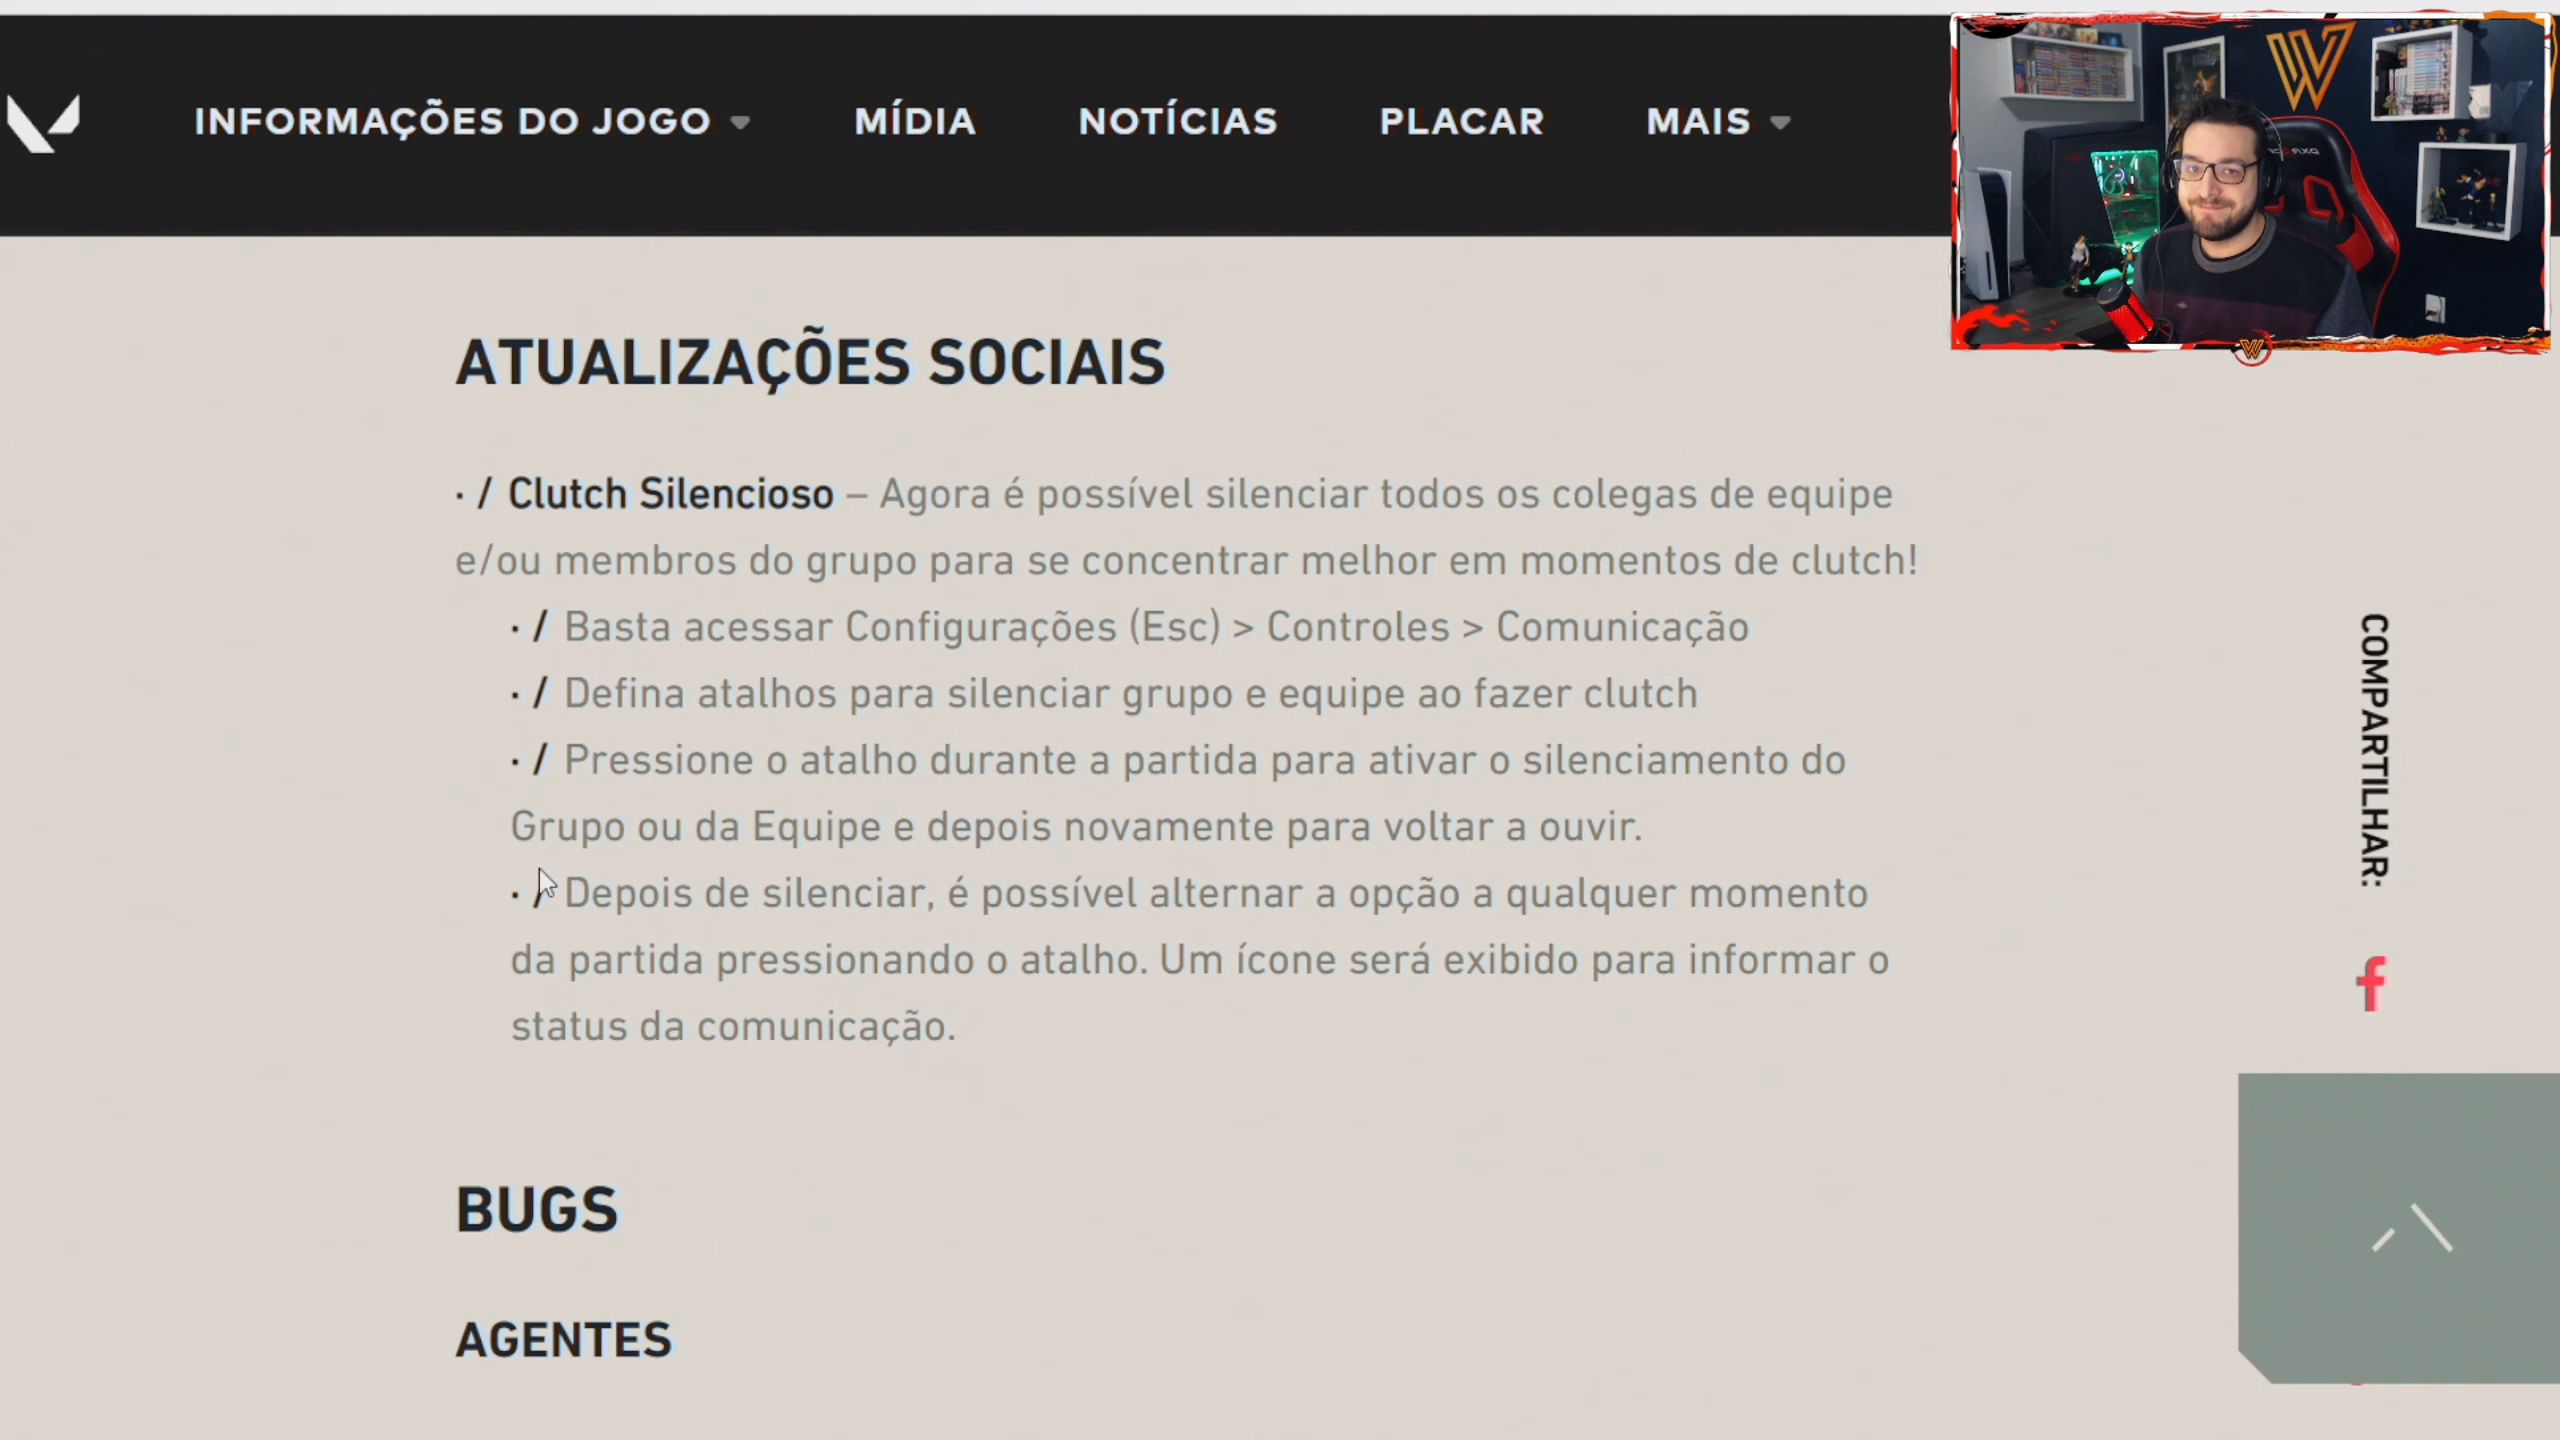 INFORMAÇÕES DO JOGO
MÍDIA
NOTÍCIAS
PLACAR
MAIS
ATUALIZAÇÕES SOCIAIS
· / Clutch Silencioso – Agora é possível silenciar todos os colegas de equipe
e/ou membros do grupo para se concentrar melhor em momentos de clutch!
· / Basta acessar Configurações (Esc) > Controles > Comunicação
· / Defina atalhos para silenciar grupo e equipe ao fazer clutch
· / Pressione o atalho durante a partida para ativar o silenciamento do
Grupo ou da Equipe e depois novamente para voltar a ouvir.
· / Depois de silenciar, é possível alternar a opção a qualquer momento
da partida pressionando o atalho. Um ícone será exibido para informar o
status da comunicação.
COMPARTILHAR:
BUGS
AGENTES